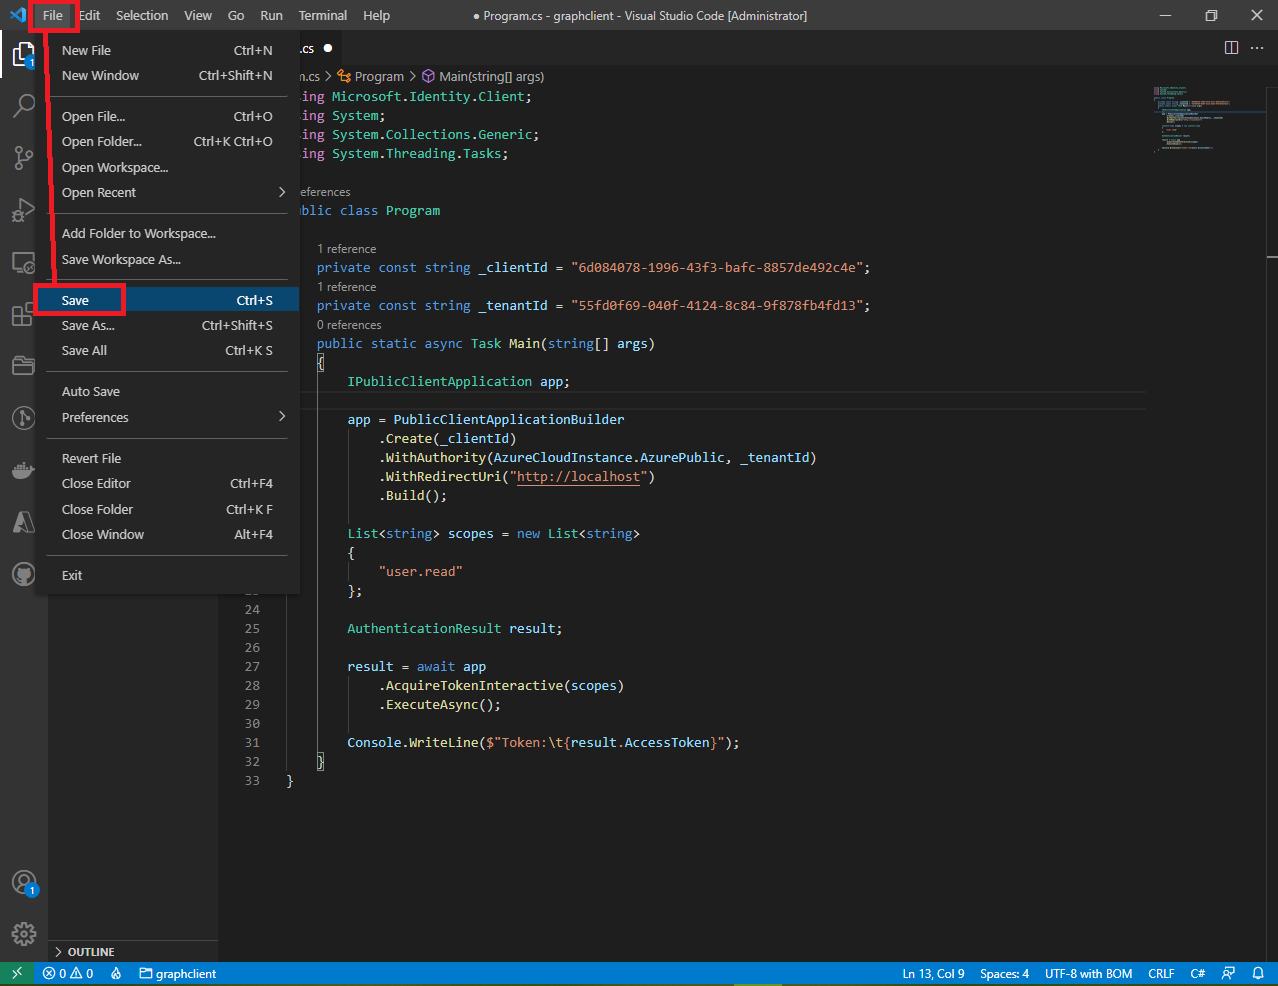 File Edit Selection View Go Run Terminal Help
● Program.cs - graphclient - Visual Studio Code [Administrator]
.cs ●
m.cs > Program > Main(string[] args)
New File Ctrl+N
New Window Ctrl+Shift+N
Open File... Ctrl+O
Open Folder... Ctrl+K Ctrl+O
Open Workspace...
Open Recent
Add Folder to Workspace...
Save Workspace As...
Save Ctrl+S
Save As... Ctrl+Shift+S
Save All Ctrl+K S
Auto Save
Preferences
Revert File
Close Editor Ctrl+F4
Close Folder Ctrl+K F
Close Window Alt+F4
Exit
1
ing Microsoft.Identity.Client;
ing System;
ing System.Collections.Generic;
ing System.Threading.Tasks;
eferences
blic class Program
1 reference
private const string _clientId = "6d084078-1996-43f3-bafc-8857de492c4e";
1 reference
private const string _tenantId = "55fd0f69-040f-4124-8c84-9f878fb4fd13";
0 references
public static async Task Main(string[] args)
{
IPublicClientApplication app;
app = PublicClientApplicationBuilder
.Create(_clientId)
.WithAuthority(AzureCloudInstance.AzurePublic, _tenantId)
.WithRedirectUri("http://localhost")
.Build();
List<string> scopes = new List<string>
{
"user.read"
};
24
25 AuthenticationResult result;
26
27 result = await app
28 .AcquireTokenInteractive(scopes)
29 .ExecuteAsync();
30
31 Console.WriteLine($"Token:\t{result.AccessToken}");
32 }
33 }
1
OUTLINE
0 0 graphclient Ln 13, Col 9 Spaces: 4 UTF-8 with BOM CRLF C#